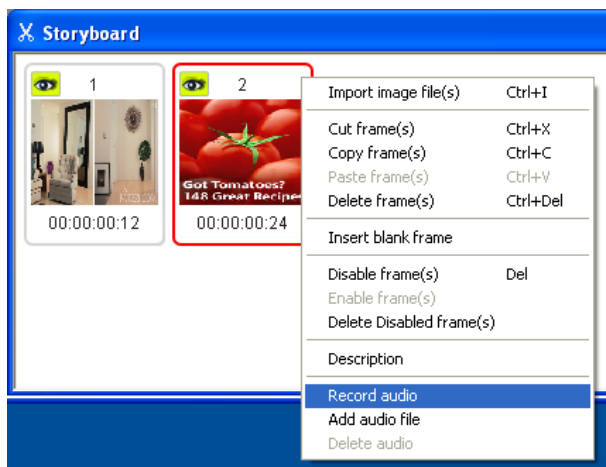 Storyboard
1
00:00:00:12
2
Got Tomatoes?
148 Great Recipe
00:00:00:24
Import image file(s) Ctrl+I
Cut frame(s) Ctrl+X
Copy frame(s) Ctrl+C
Paste frame(s) Ctrl+V
Delete frame(s) Ctrl+Del
Insert blank frame
Disable frame(s) Del
Enable frame(s)
Delete Disabled frame(s)
Description
Record audio
Add audio file
Delete audio